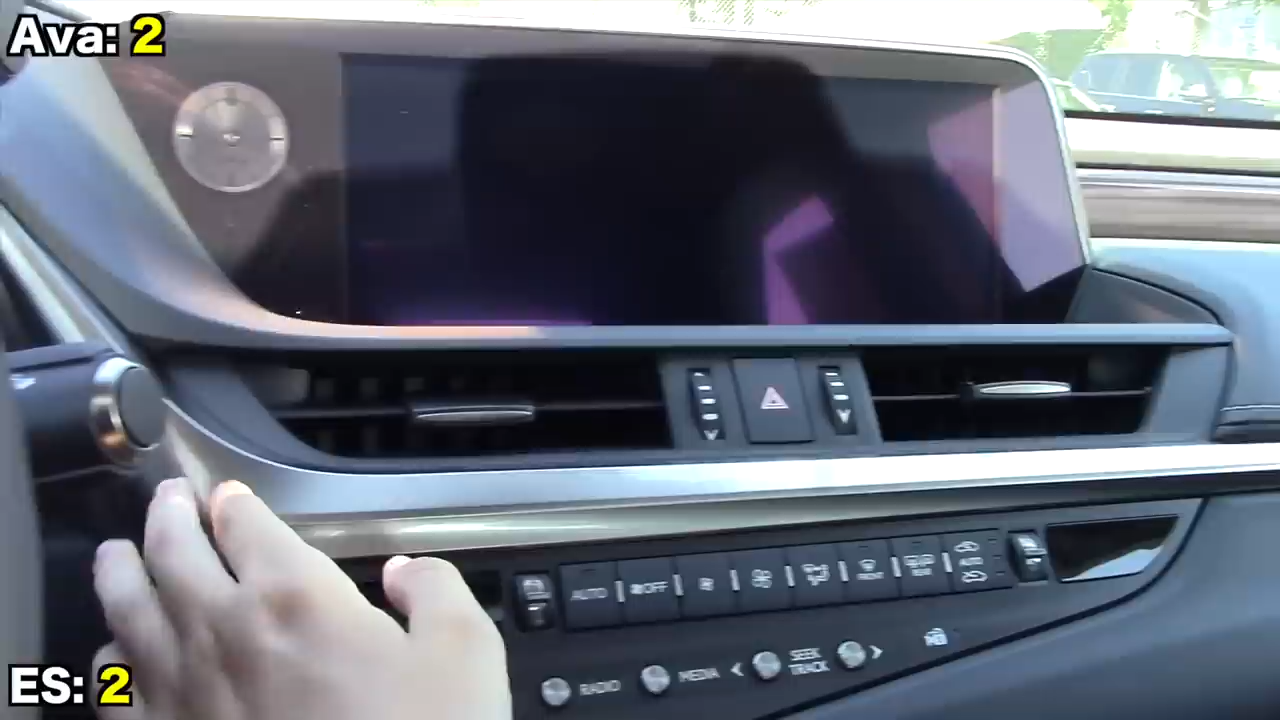 Ava: 2
AUTO
OFF
FRONT
REAR
AUTO
RADIO
MEDIA
SEEK
TRACK
ES: 2